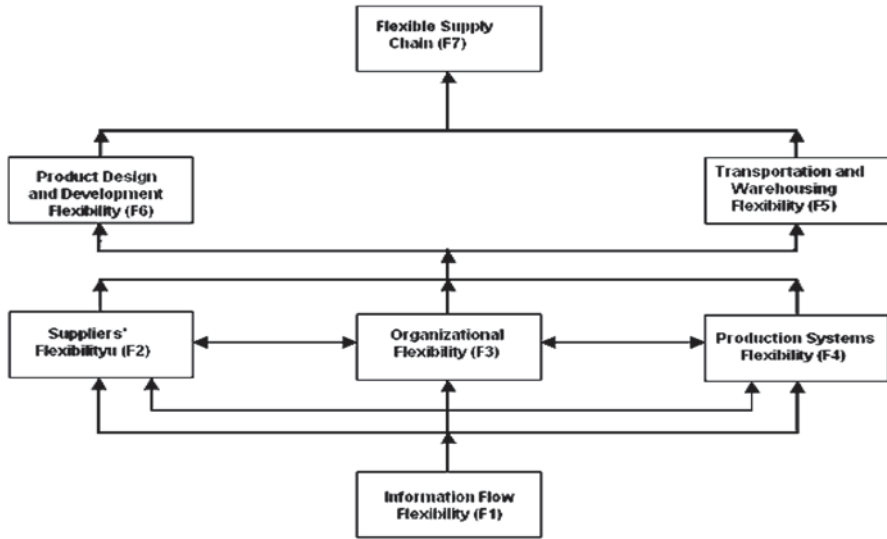 Flexible Supply
Chain (F7)
Product Design
and Development
Flexibility (F6)
Transportation and
Warehousing
Flexibility (F5)
Suppliers'
Flexibilityu (F2)
Organizational
Flexibility (F3)
Production Systems
Flexibility (F4)
Information Flow
Flexibility (F1)